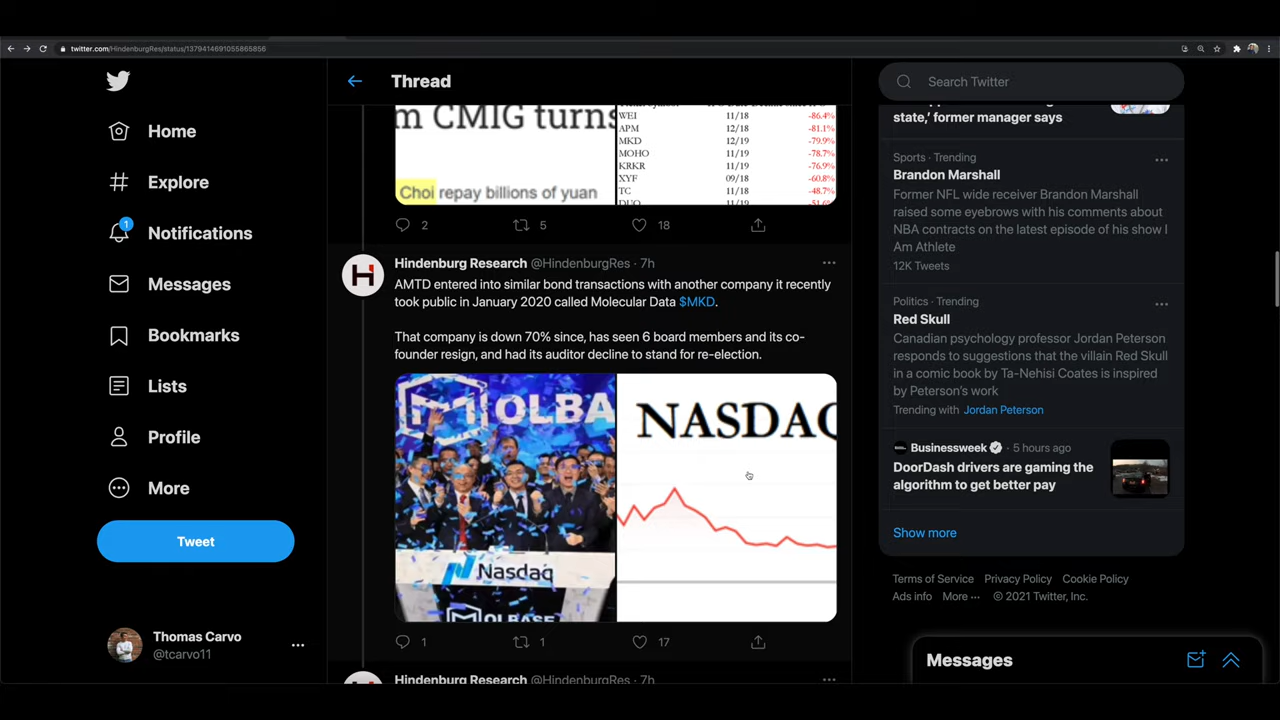 twitter.com/HindenburgRes/status/1379414691055865856
Home
Explore
1
Notifications
Messages
Bookmarks
Lists
Profile
More
Tweet
Thomas Carvo
@tcarvo11
Thread
m CMIG turns
Choi repay billions of yuan
WEI 11/18 -86.4%
APM 12/18 -81.1%
MKD 12/19 -79.9%
MOHO 11/19 -78.7%
KRKR 11/19 -76.9%
XYF 09/18 -60.8%
TC 11/18 -48.7%
DUO 11/19 -51.6%
2 5 18
Hindenburg Research @HindenburgRes · 7h
AMTD entered into similar bond transactions with another company it recently
took public in January 2020 called Molecular Data $MKD.
That company is down 70% since, has seen 6 board members and its co-
founder resign, and had its auditor decline to stand for re-election.
OLBA
Nasdaq
OLBASE
NASDAQ
1 1 17
Hindenburg Research @HindenburgRes · 7h
Search Twitter
state,' former manager says
Sports · Trending
Brandon Marshall
Former NFL wide receiver Brandon Marshall
raised some eyebrows with his comments about
NBA contracts on the latest episode of his show I
Am Athlete
12K Tweets
Politics · Trending
Red Skull
Canadian psychology professor Jordan Peterson
responds to suggestions that the villain Red Skull
in a comic book by Ta-Nehisi Coates is inspired
by Peterson's work
Trending with Jordan Peterson
Businessweek · 5 hours ago
DoorDash drivers are gaming the
algorithm to get better pay
Show more
Terms of Service Privacy Policy Cookie Policy
Ads info More ··· © 2021 Twitter, Inc.
Messages